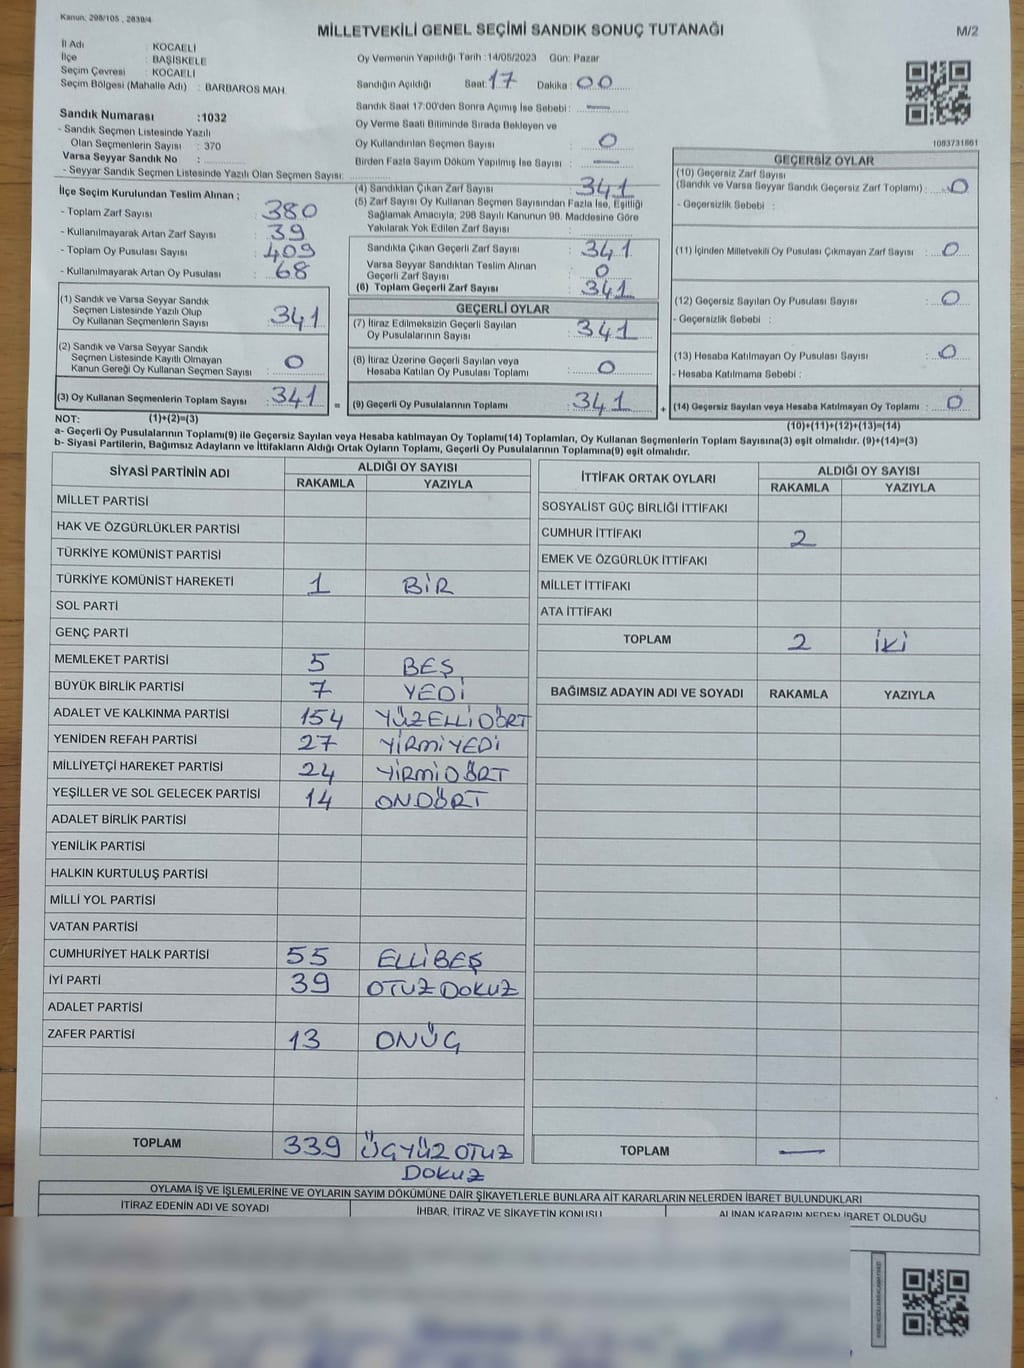 Kanun, 298/105 , 2839/4
MİLLETVEKİLİ GENEL SEÇİMİ SANDIK SONUÇ TUTANAĞI
M/2
İl Adı : KOCAELİ
İlçe : BAŞİSKELE
Seçim Çevresi : KOCAELİ
Seçim Bölgesi (Mahalle Adı) : BARBAROS MAH.
Sandık Numarası :1032
- Sandık Seçmen Listesinde Yazılı
Olan Seçmenlerin Sayısı : 370
Varsa Seyyar Sandık No :
- Seyyar Sandık Seçmen Listesinde Yazılı Olan Seçmen Sayısı:
Oy Vermenin Yapıldığı Tarih :14/05/2023 Gün: Pazar
Sandığın Açıldığı Saat: 17 Dakika : 00
Sandık Saat 17:00'den Sonra Açımış İse Sebebi : —
Oy Verme Saati Bitiminde Sırada Bekleyen ve
Oy Kullandırılan Seçmen Sayısı : 0
Birden Fazla Sayım Döküm Yapılmış İse Sayısı : —
1083731861
İlçe Seçim Kurulundan Teslim Alınan ;
- Toplam Zarf Sayısı : 380
- Kullanılmayarak Artan Zarf Sayısı : 39
- Toplam Oy Pusulası Sayısı : 409
- Kullanılmayarak Artan Oy Pusulası : 68
(1) Sandık ve Varsa Seyyar Sandık
Seçmen Listesinde Yazılı Olup
Oy Kullanan Seçmenlerin Sayısı : 341
(2) Sandık ve Varsa Seyyar Sandık
Seçmen Listesinde Kayıtlı Olmayan
Kanun Gereği Oy Kullanan Seçmen Sayısı : 0
(3) Oy Kullanan Seçmenlerin Toplam Sayısı : 341
=
(4) Sandıktan Çıkan Zarf Sayısı : 341
(5) Zarf Sayısı Oy Kullanan Seçmen Sayısından Fazla İse, Eşitliği
Sağlamak Amacıyla; 298 Sayılı Kanunun 98. Maddesine Göre
Yakılarak Yok Edilen Zarf Sayısı :
Sandıkta Çıkan Geçerli Zarf Sayısı : 341
Varsa Seyyar Sandıktan Teslim Alınan
Geçerli Zarf Sayısı : 0
(6) Toplam Geçerli Zarf Sayısı : 341
GEÇERLİ OYLAR
(7) İtiraz Edilmeksizin Geçerli Sayılan
Oy Pusulalarının Sayısı : 341
(8) İtiraz Üzerine Geçerli Sayılan veya
Hesaba Katılan Oy Pusulası Toplamı : 0
(9) Geçerli Oy Pusulalarının Toplamı : 341
+
GEÇERSİZ OYLAR
(10) Geçersiz Zarf Sayısı
(Sandık ve Varsa Seyyar Sandık Geçersiz Zarf Toplamı) : 0
- Geçersizlik Sebebi :
(11) İçinden Milletvekili Oy Pusulası Çıkmayan Zarf Sayısı : 0
(12) Geçersiz Sayılan Oy Pusulası Sayısı : 0
- Geçersizlik Sebebi :
(13) Hesaba Katılmayan Oy Pusulası Sayısı : 0
- Hesaba Katılmama Sebebi :
(14) Geçersiz Sayılan veya Hesaba Katılmayan Oy Toplamı : 0
NOT: (1)+(2)=(3)
(10)+(11)+(12)+(13)=(14)
a- Geçerli Oy Pusulalarının Toplamı(9) ile Geçersiz Sayılan veya Hesaba katılmayan Oy Toplamı(14) Toplamları, Oy Kullanan Seçmenlerin Toplam Sayısına(3) eşit olmalıdır. (9)+(14)=(3)
b- Siyasi Partilerin, Bağımsız Adayların ve İttifakların Aldığı Ortak Oyların Toplamı, Geçerli Oy Pusulalarının Toplamına(9) eşit olmalıdır.
SİYASİ PARTİNİN ADI ALDIĞI OY SAYISI
RAKAMLA YAZIYLA
MİLLET PARTİSİ
HAK VE ÖZGÜRLÜKLER PARTİSİ
TÜRKİYE KOMÜNİST PARTİSİ
TÜRKİYE KOMÜNİST HAREKETİ 1 BİR
SOL PARTİ
GENÇ PARTİ
MEMLEKET PARTİSİ 5 BEŞ
BÜYÜK BİRLİK PARTİSİ 7 YEDİ
ADALET VE KALKINMA PARTİSİ 154 YÜZELLİDÖRT
YENİDEN REFAH PARTİSİ 27 YİRMİYEDİ
MİLLİYETÇİ HAREKET PARTİSİ 24 YİRMİDÖRT
YEŞİLLER VE SOL GELECEK PARTİSİ 14 ONDÖRT
ADALET BİRLİK PARTİSİ
YENİLİK PARTİSİ
HALKIN KURTULUŞ PARTİSİ
MİLLİ YOL PARTİSİ
VATAN PARTİSİ
CUMHURİYET HALK PARTİSİ 55 ELLİBEŞ
İYİ PARTİ 39 OTUZDOKUZ
ADALET PARTİSİ
ZAFER PARTİSİ 13 ONÜÇ
TOPLAM 339 ÜÇYÜZOTUZ
DOKUZ
İTTİFAK ORTAK OYLARI ALDIĞI OY SAYISI
RAKAMLA YAZIYLA
SOSYALİST GÜÇ BİRLİĞİ İTTİFAKI
CUMHUR İTTİFAKI 2
EMEK VE ÖZGÜRLÜK İTTİFAKI
MİLLET İTTİFAKI
ATA İTTİFAKI
TOPLAM 2 İKİ
BAĞIMSIZ ADAYIN ADI VE SOYADI RAKAMLA YAZIYLA
TOPLAM —
OYLAMA İŞ VE İŞLEMLERİNE VE OYLARIN SAYIM DÖKÜMÜNE DAİR ŞİKAYETLERLE BUNLARA AİT KARARLARIN NELERDEN İBARET BULUNDUKLARI
İTİRAZ EDENİN ADI VE SOYADI İHBAR, İTİRAZ VE ŞİKAYETİN KONUSU ALINAN KARARIN NEDEN İBARET OLDUĞU